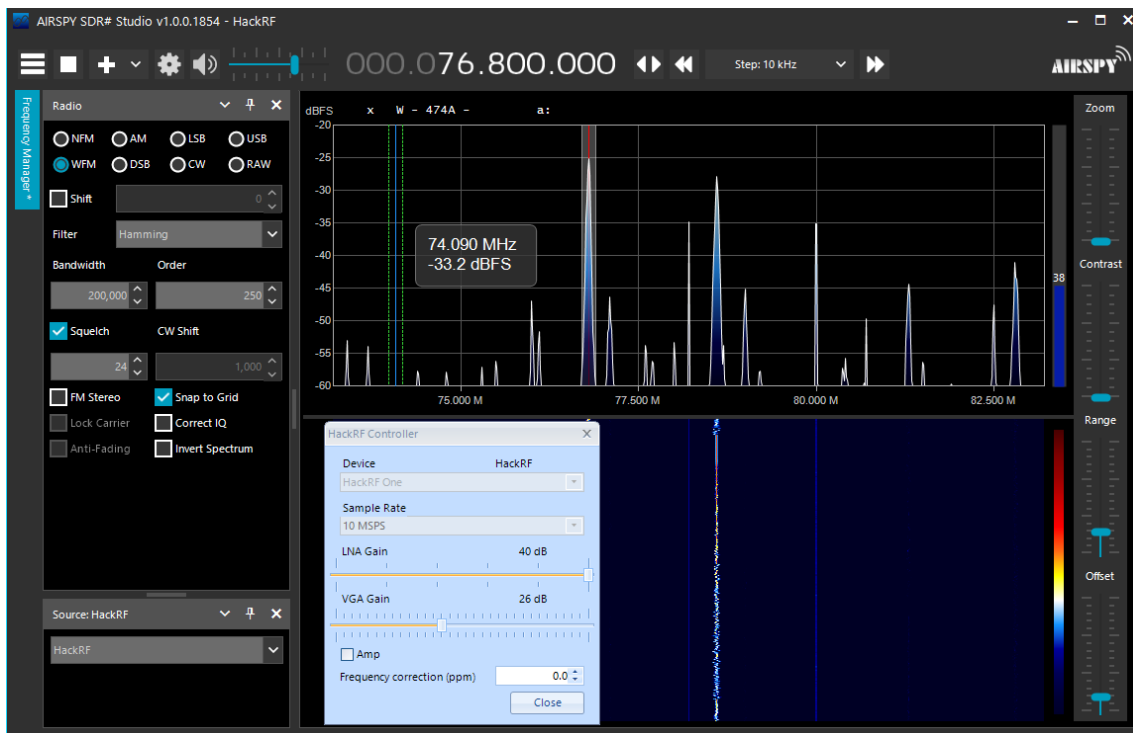 AIRSPY SDR# Studio v1.0.0.1854 - HackRF
000.076.800.000
Step: 10 kHz
AIRSPY
Frequency Manager *
Radio
NFM AM LSB USB
WFM DSB CW RAW
Shift 0
Filter Hamming
Bandwidth Order
200,000 250
Squelch CW Shift
24 1,000
FM Stereo Snap to Grid
Lock Carrier Correct IQ
Anti-Fading Invert Spectrum
Source: HackRF
HackRF
dBFS x W - 474A - a:
-20
-25
-30
-35
-40
-45
-50
-55
-60
74.090 MHz
-33.2 dBFS
38
75.000 M 77.500 M 80.000 M 82.500 M
HackRF Controller
Device HackRF
HackRF One
Sample Rate
10 MSPS
LNA Gain 40 dB
VGA Gain 26 dB
Amp
Frequency correction (ppm) 0.0
Close
Zoom
Contrast
Range
Offset